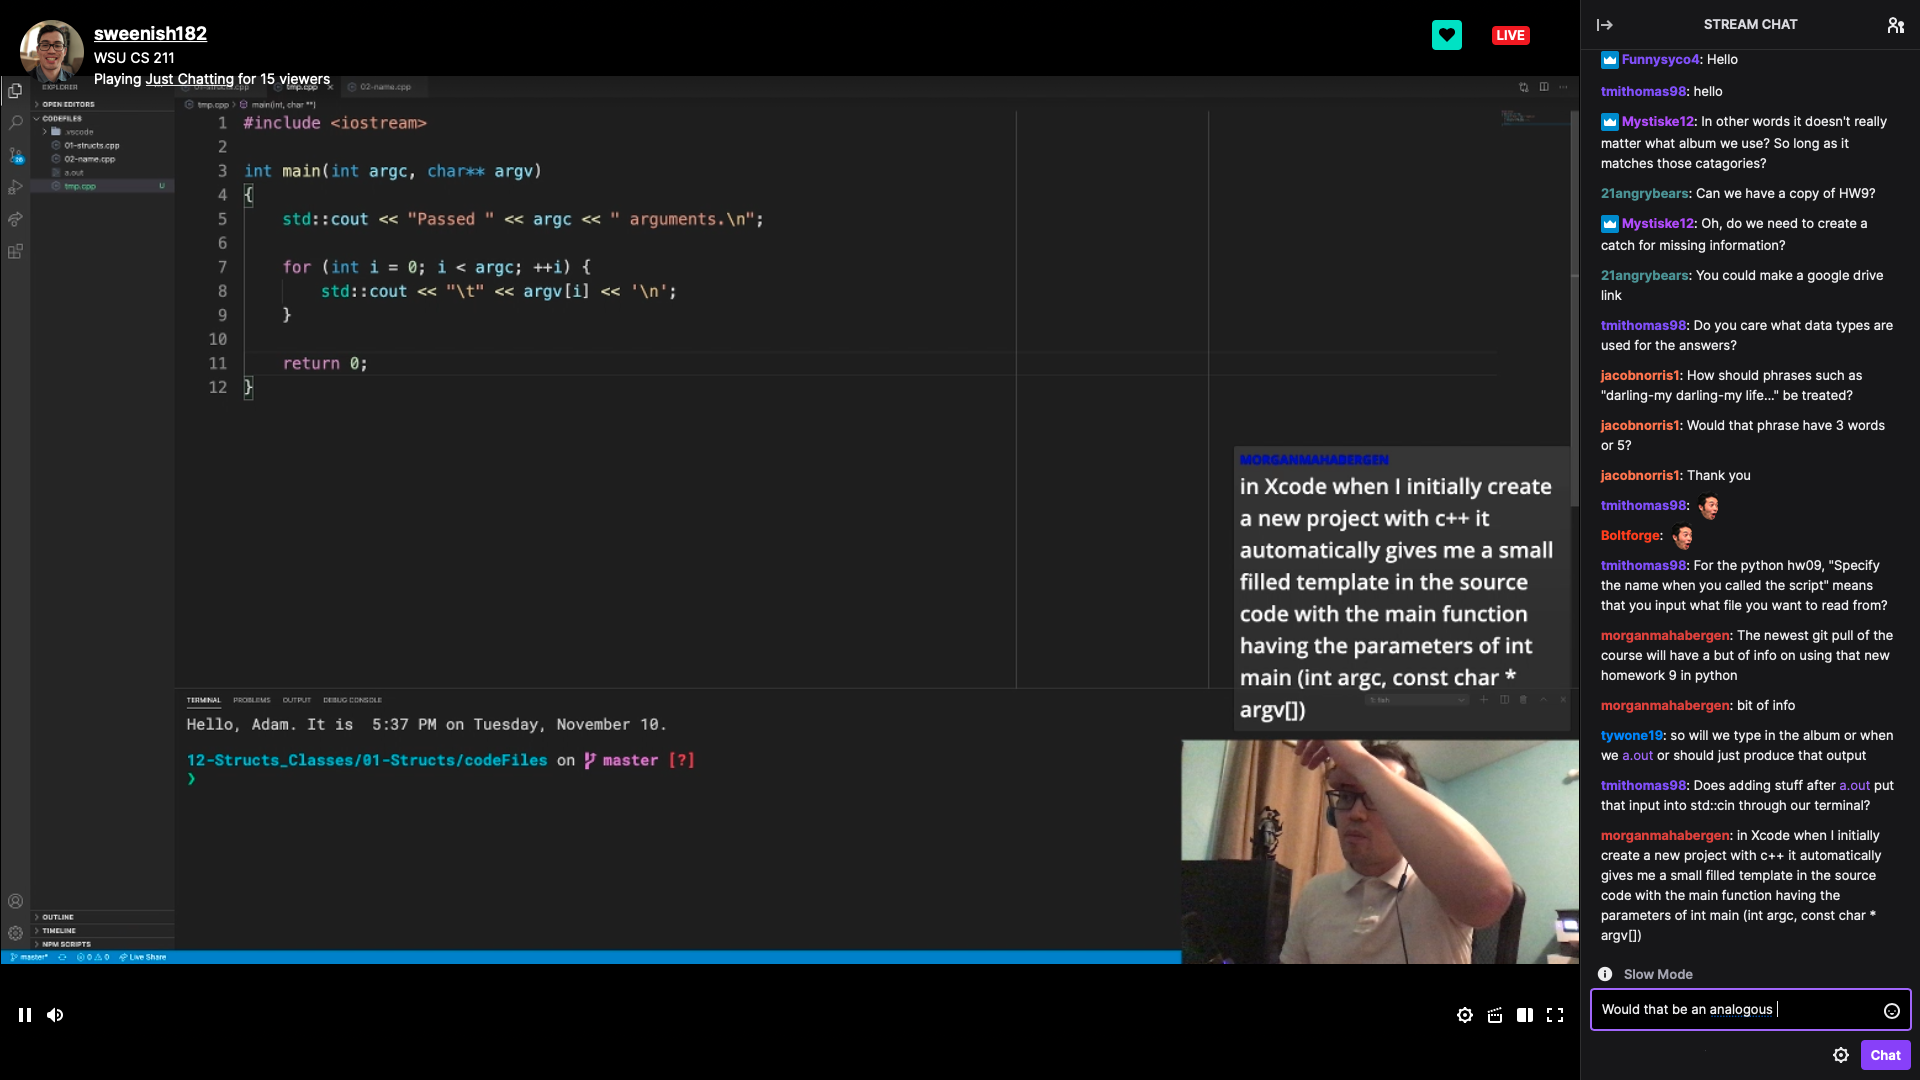 sweenish182
WSU CS 211
Playing Just Chatting for 15 viewers
LIVE
EXPLORER
OPEN EDITORS
CODEFILES
.vscode
01-structs.cpp
02-name.cpp
a.out
tmp.cpp U
01-structs.cpp tmp.cpp 02-name.cpp
tmp.cpp > main(int, char **)
1 #include <iostream>
2
3 int main(int argc, char** argv)
4 {
5 std::cout << "Passed " << argc << " arguments.\n";
6
7 for (int i = 0; i < argc; ++i) {
8 std::cout << "\t" << argv[i] << '\n';
9 }
10
11 return 0;
12 }
MORGANMAHABERGEN
in Xcode when I initially create
a new project with c++ it
automatically gives me a small
filled template in the source
code with the main function
having the parameters of int
main (int argc, const char *
argv[])
TERMINAL PROBLEMS OUTPUT DEBUG CONSOLE
Hello, Adam. It is 5:37 PM on Tuesday, November 10.
12-Structs_Classes/01-Structs/codeFiles on master [?]
❯
OUTLINE
TIMELINE
NPM SCRIPTS
master* 0 0 Live Share
STREAM CHAT
Funnysyco4: Hello
tmithomas98: hello
Mystiske12: In other words it doesn't really
matter what album we use? So long as it
matches those catagories?
21angrybears: Can we have a copy of HW9?
Mystiske12: Oh, do we need to create a
catch for missing information?
21angrybears: You could make a google drive
link
tmithomas98: Do you care what data types are
used for the answers?
jacobnorris1: How should phrases such as
"darling-my darling-my life..." be treated?
jacobnorris1: Would that phrase have 3 words
or 5?
jacobnorris1: Thank you
tmithomas98:
Boltforge:
tmithomas98: For the python hw09, "Specify
the name when you called the script" means
that you input what file you want to read from?
morganmahabergen: The newest git pull of the
course will have a but of info on using that new
homework 9 in python
morganmahabergen: bit of info
tywone19: so will we type in the album or when
we a.out or should just produce that output
tmithomas98: Does adding stuff after a.out put
that input into std::cin through our terminal?
morganmahabergen: in Xcode when I initially
create a new project with c++ it automatically
gives me a small filled template in the source
code with the main function having the
parameters of int main (int argc, const char *
argv[])
Slow Mode
Would that be an analogous
Chat